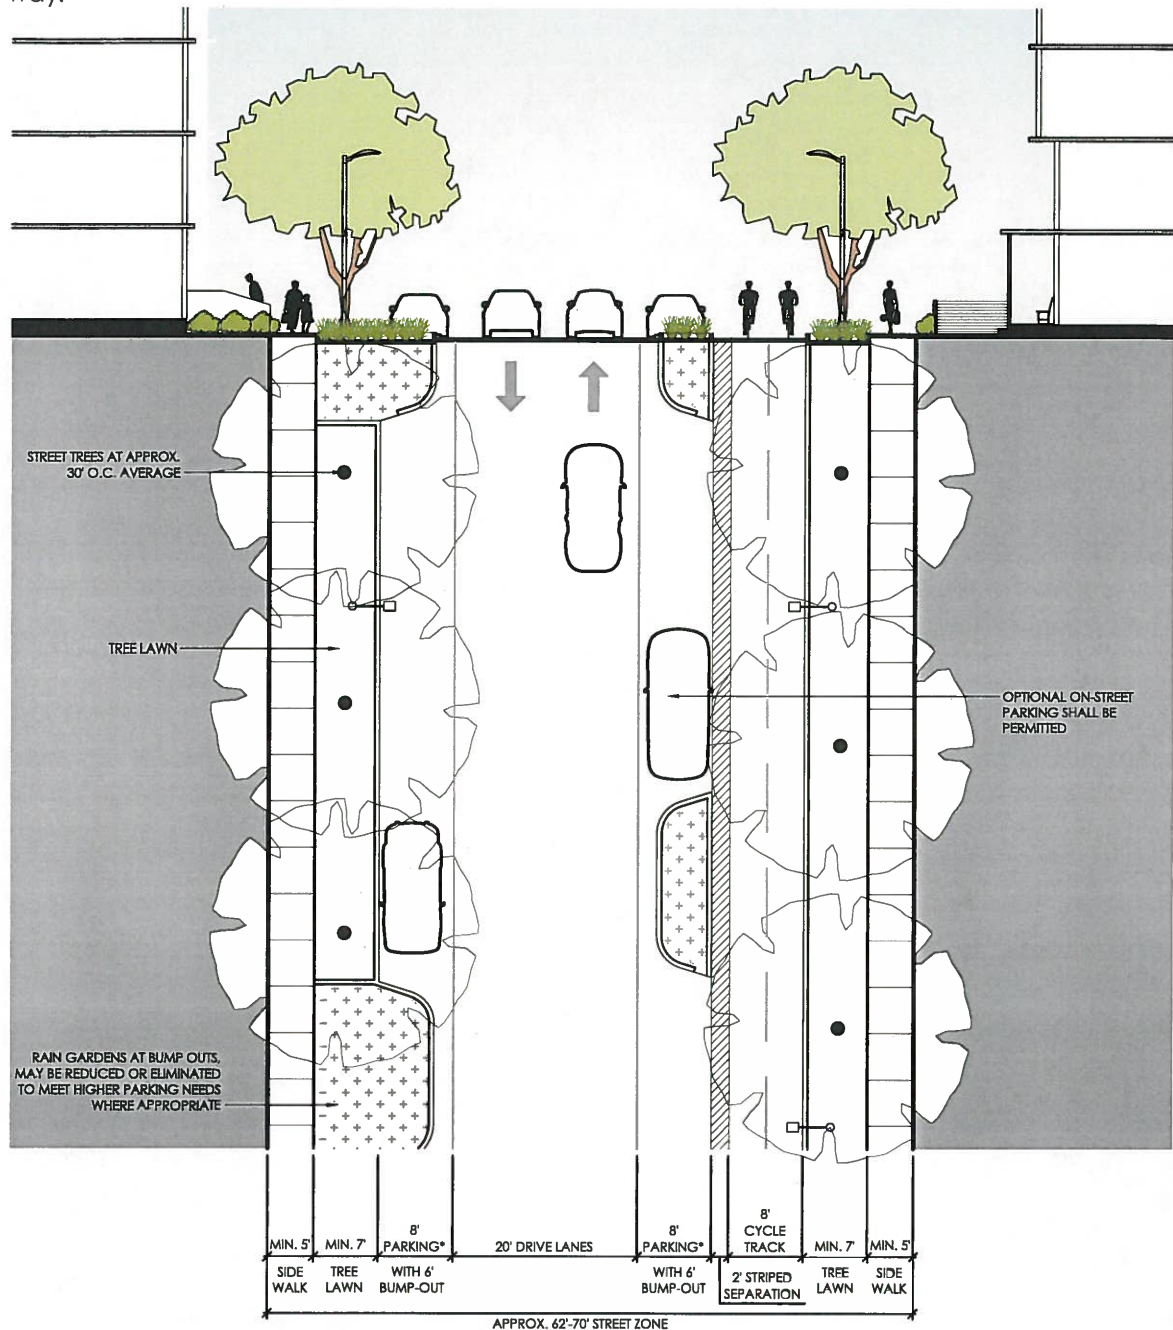 way.
STREET TREES AT APPROX.
30' O.C. AVERAGE
TREE LAWN
OPTIONAL ON-STREET
PARKING SHALL BE
PERMITTED
RAIN GARDENS AT BUMP OUTS,
MAY BE REDUCED OR ELIMINATED
TO MEET HIGHER PARKING NEEDS
WHERE APPROPRIATE
MIN. 5'
SIDE
WALK
MIN. 7'
TREE
LAWN
8'
PARKING*
WITH 6'
BUMP-OUT
20' DRIVE LANES
8'
PARKING*
WITH 6'
BUMP-OUT
2' STRIPED
SEPARATION
8'
CYCLE
TRACK
MIN. 7'
TREE
LAWN
MIN. 5'
SIDE
WALK
APPROX. 62'-70' STREET ZONE